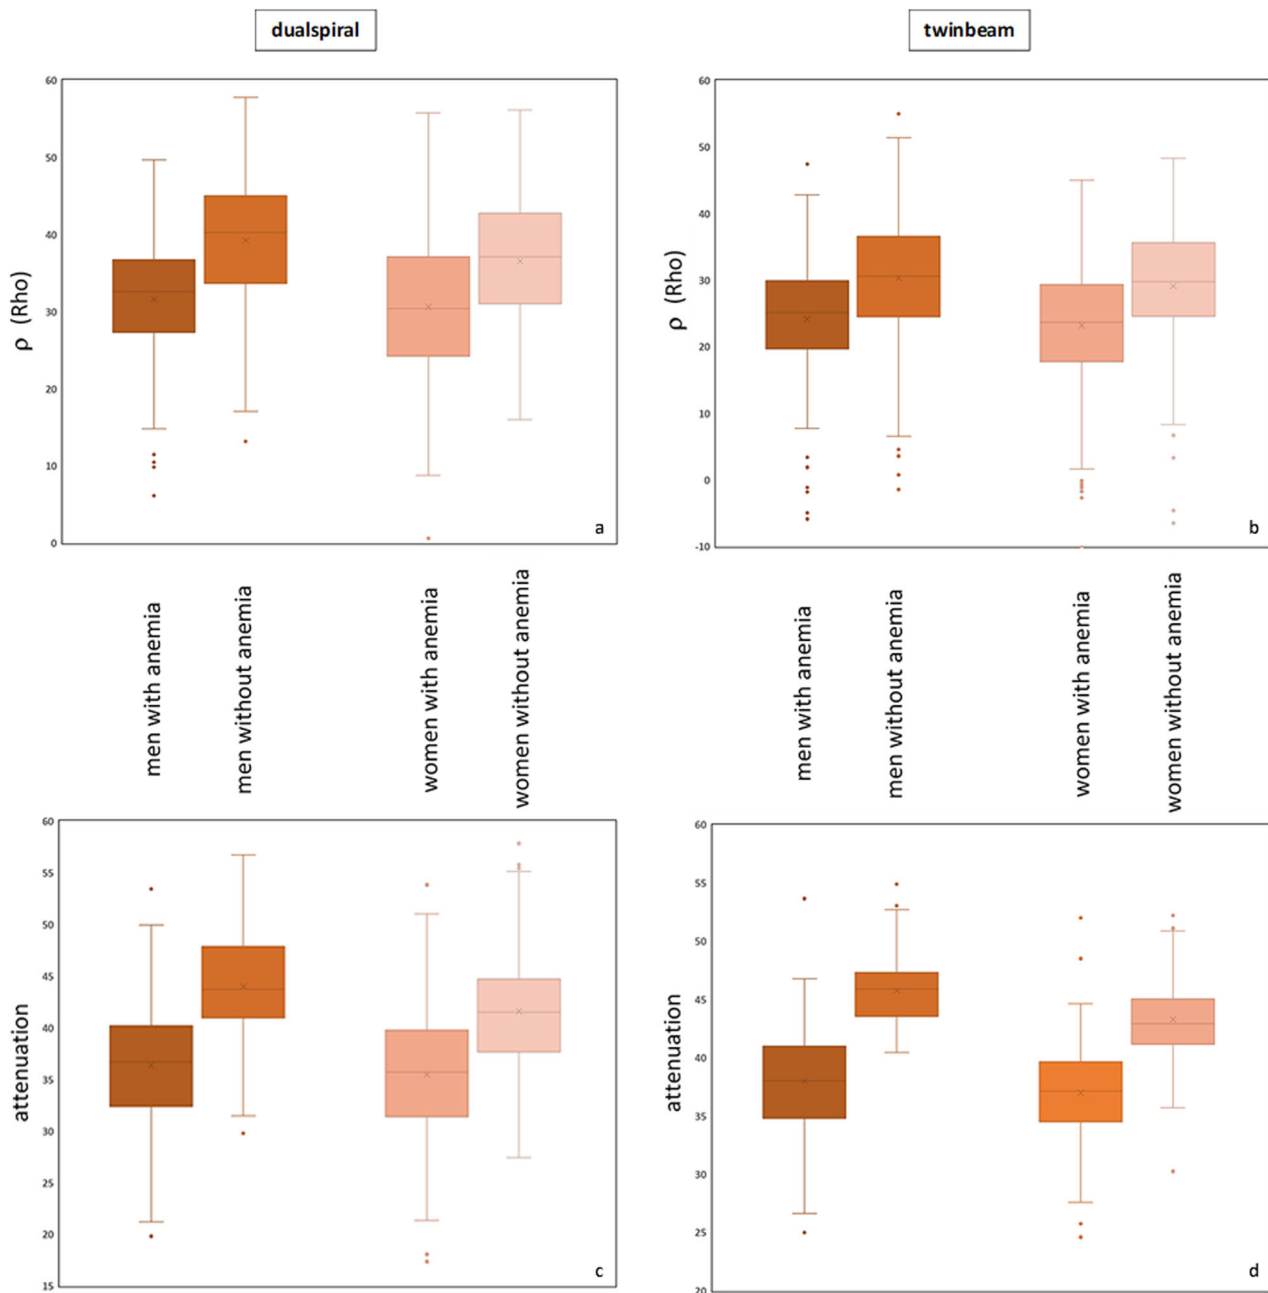 dualspiral
twinbeam
60
50
40
30
20
10
0
ρ (Rho)
a
60
50
40
30
20
10
0
-10
ρ (Rho)
b
men with anemia
men without anemia
women with anemia
women without anemia
men with anemia
men without anemia
women with anemia
women without anemia
60
55
50
45
40
35
30
25
20
15
attenuation
c
60
55
50
45
40
35
30
25
20
attenuation
d